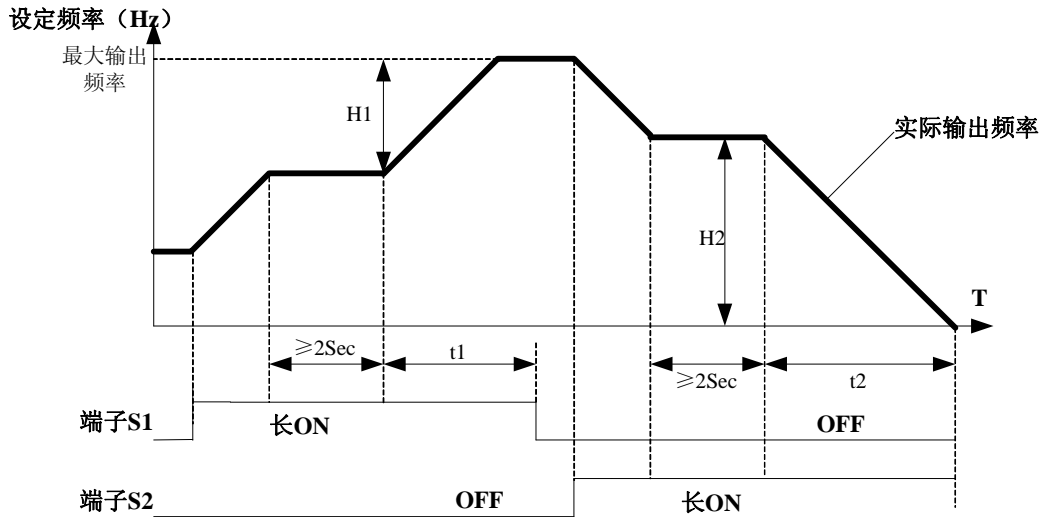 设定频率（Hz）
最大输出
频率
H1
实际输出频率
H2
T
≥2Sec
t1
≥2Sec
t2
端子S1
长ON
OFF
端子S2
OFF
长ON